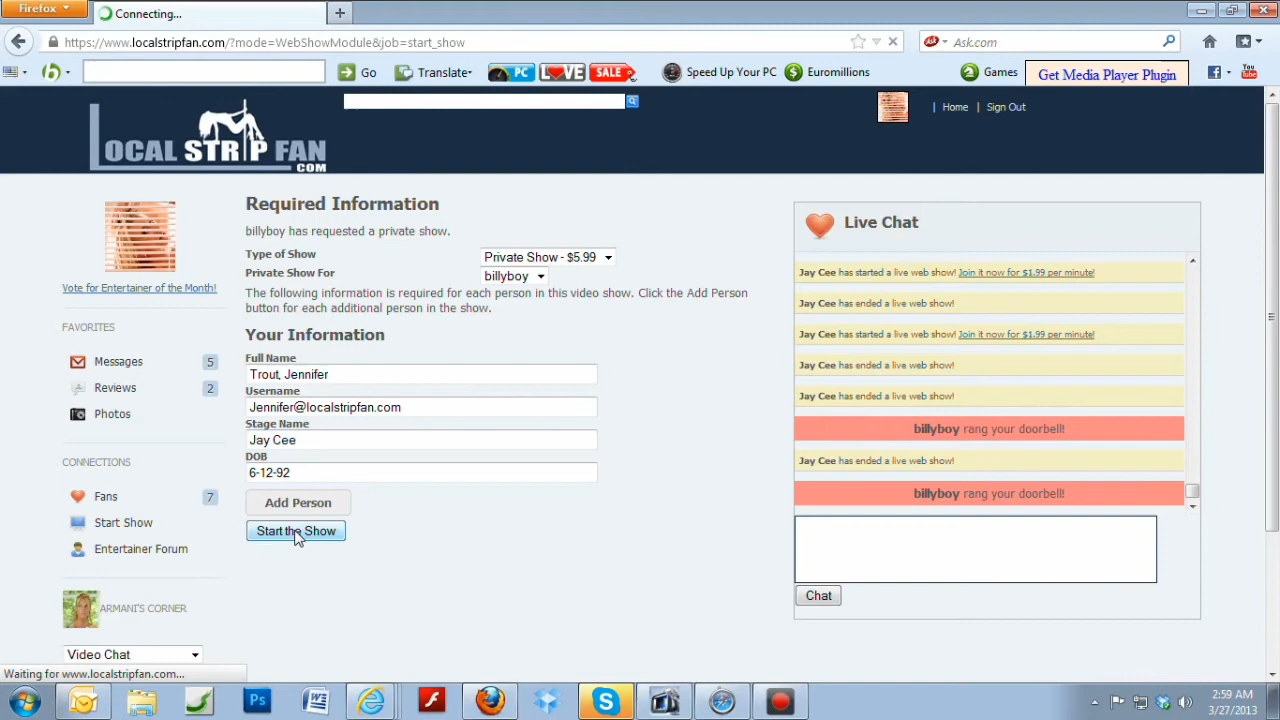 Firefox
Connecting...
https://www.localstripfan.com/?mode=WebShowModule&job=start_show
Ask.com
Go
Translate
PC
LOVE
SALE
Speed Up Your PC
Euromillions
Games
Get Media Player Plugin
You Tube
LOCAL STRIP FAN
.COM
| Home | Sign Out
Vote for Entertainer of the Month!
FAVORITES
Messages 5
Reviews 2
Photos
CONNECTIONS
Fans 7
Start Show
Entertainer Forum
ARMANI'S CORNER
Video Chat
Required Information
billyboy has requested a private show.
Type of Show
Private Show - $5.99
Private Show For
billyboy
The following information is required for each person in this video show. Click the Add Person
button for each additional person in the show.
Your Information
Full Name
Trout, Jennifer
Username
Jennifer@localstripfan.com
Stage Name
Jay Cee
DOB
6-12-92
Add Person
Start the Show
Live Chat
Jay Cee has started a live web show! Join it now for $1.99 per minute!
Jay Cee has ended a live web show!
Jay Cee has started a live web show! Join it now for $1.99 per minute!
Jay Cee has ended a live web show!
Jay Cee has ended a live web show!
billyboy rang your doorbell!
Jay Cee has ended a live web show!
billyboy rang your doorbell!
Chat
Waiting for www.localstripfan.com...
Ps
2:59 AM
3/27/2013